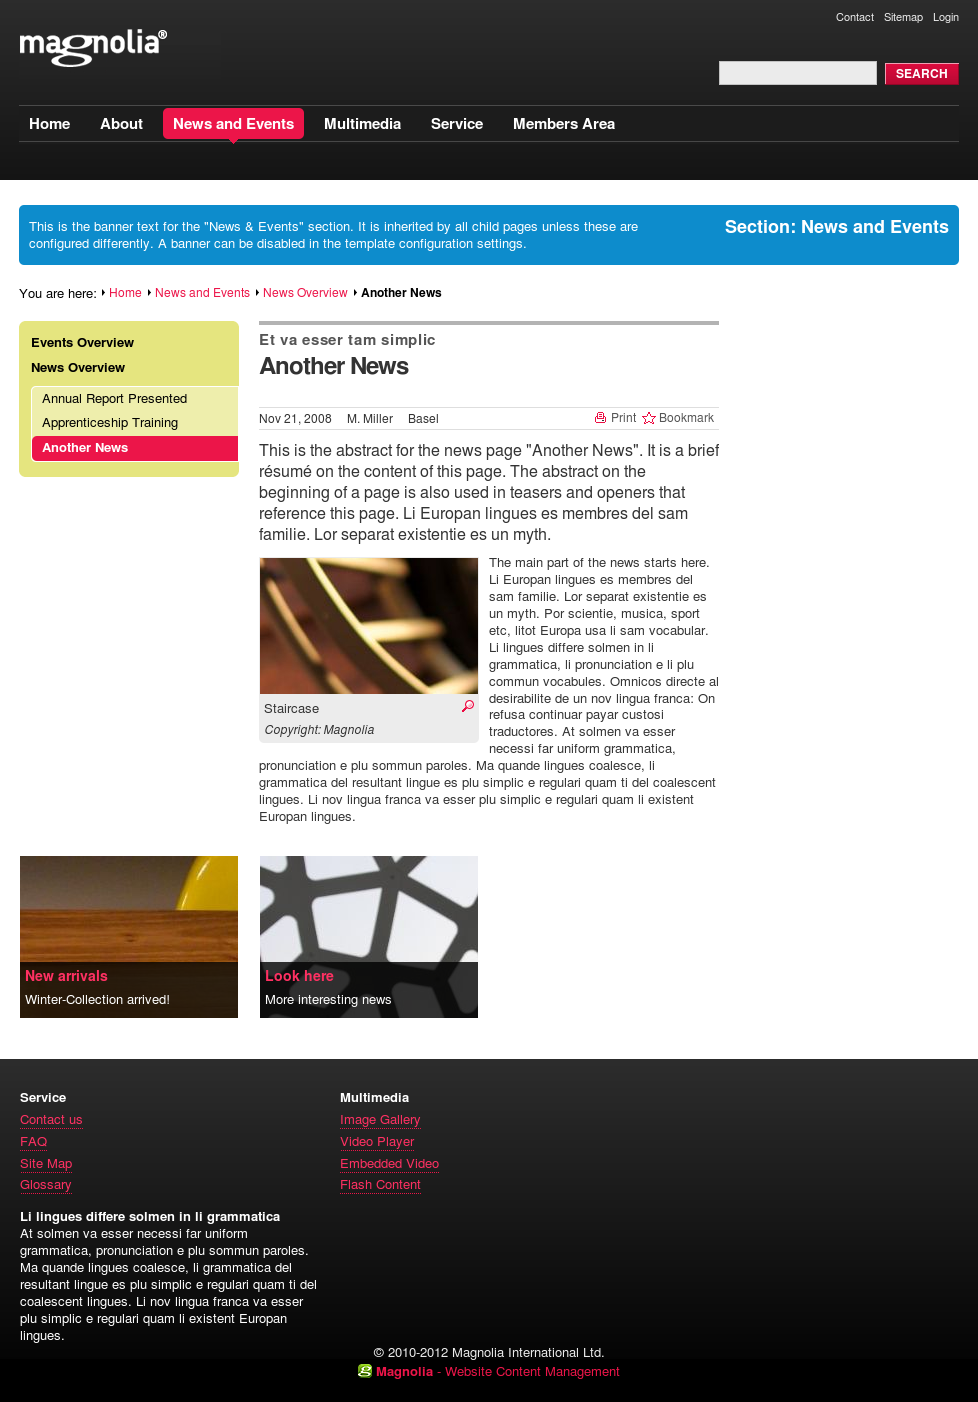 Contact Sitemap Login
magnolia®
SEARCH
Home About News and Events Multimedia Service Members Area
This is the banner text for the "News & Events" section. It is inherited by all child pages unless these are
configured differently. A banner can be disabled in the template configuration settings.
Section: News and Events
You are here: Home News and Events News Overview Another News
Events Overview
News Overview
Annual Report Presented
Apprenticeship Training
Another News
Et va esser tam simplic
Another News
Nov 21, 2008 M. Miller Basel Print Bookmark
This is the abstract for the news page "Another News". It is a brief
résumé on the content of this page. The abstract on the
beginning of a page is also used in teasers and openers that
reference this page. Li Europan lingues es membres del sam
familie. Lor separat existentie es un myth.
Staircase
Copyright: Magnolia
The main part of the news starts here.
Li Europan lingues es membres del
sam familie. Lor separat existentie es
un myth. Por scientie, musica, sport
etc, litot Europa usa li sam vocabular.
Li lingues differe solmen in li
grammatica, li pronunciation e li plu
commun vocabules. Omnicos directe al
desirabilite de un nov lingua franca: On
refusa continuar payar custosi
traductores. At solmen va esser
necessi far uniform grammatica,
pronunciation e plu sommun paroles. Ma quande lingues coalesce, li
grammatica del resultant lingue es plu simplic e regulari quam ti del coalescent
lingues. Li nov lingua franca va esser plu simplic e regulari quam li existent
Europan lingues.
New arrivals
Winter-Collection arrived!
Look here
More interesting news
Service
Contact us
FAQ
Site Map
Glossary
Multimedia
Image Gallery
Video Player
Embedded Video
Flash Content
Li lingues differe solmen in li grammatica
At solmen va esser necessi far uniform
grammatica, pronunciation e plu sommun paroles.
Ma quande lingues coalesce, li grammatica del
resultant lingue es plu simplic e regulari quam ti del
coalescent lingues. Li nov lingua franca va esser
plu simplic e regulari quam li existent Europan
lingues.
© 2010-2012 Magnolia International Ltd.
Magnolia - Website Content Management